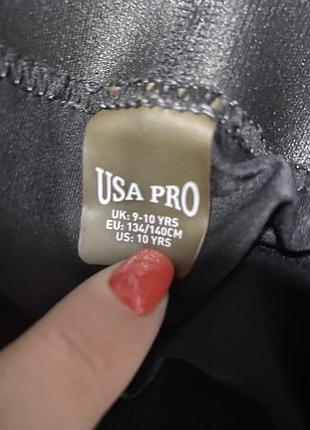 USA PRO
UK: 9-10 YRS
EU: 134/140CM
US: 10 YRS